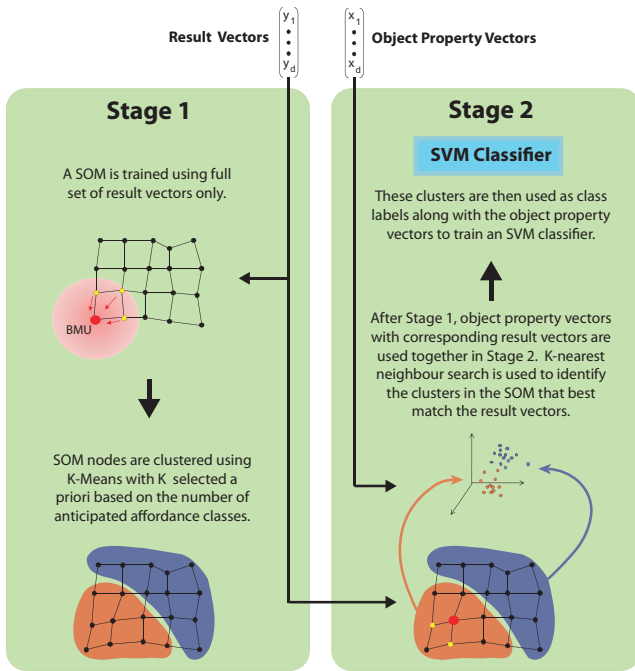 Result Vectors
y1
yd
x1
xd
Object Property Vectors
Stage 1
A SOM is trained using full
set of result vectors only.
BMU
SOM nodes are clustered using
K-Means with K selected a
priori based on the number of
anticipated affordance classes.
Stage 2
SVM Classifier
These clusters are then used as class
labels along with the object property
vectors to train an SVM classifier.
After Stage 1, object property vectors
with corresponding result vectors are
used together in Stage 2. K-nearest
neighbour search is used to identify
the clusters in the SOM that best
match the result vectors.